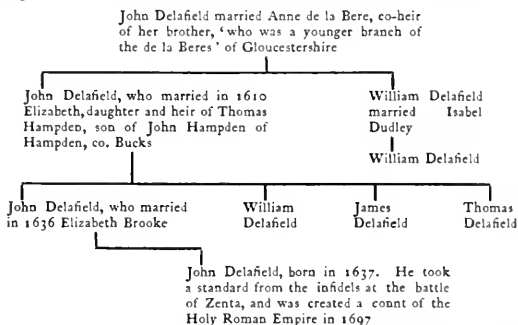 John Delafield married Anne de la Bere, co-heir
of her brother, ‘who was a younger branch of
the de la Beres’ of Gloucestershire
John Delafield, who married in 1610
Elizabeth, daughter and heir of Thomas
Hampden, son of John Hampden of
Hampden, co. Bucks
William Delafield
married Isabel
Dudley
William Delafield
John Delafield, who married
in 1636 Elizabeth Brooke
William
Delafield
James
Delafield
Thomas
Delafield
John Delafield, born in 1637. He took
a standard from the infidels at the battle
of Zenta, and was created a connt of the
Holy Roman Empire in 1697